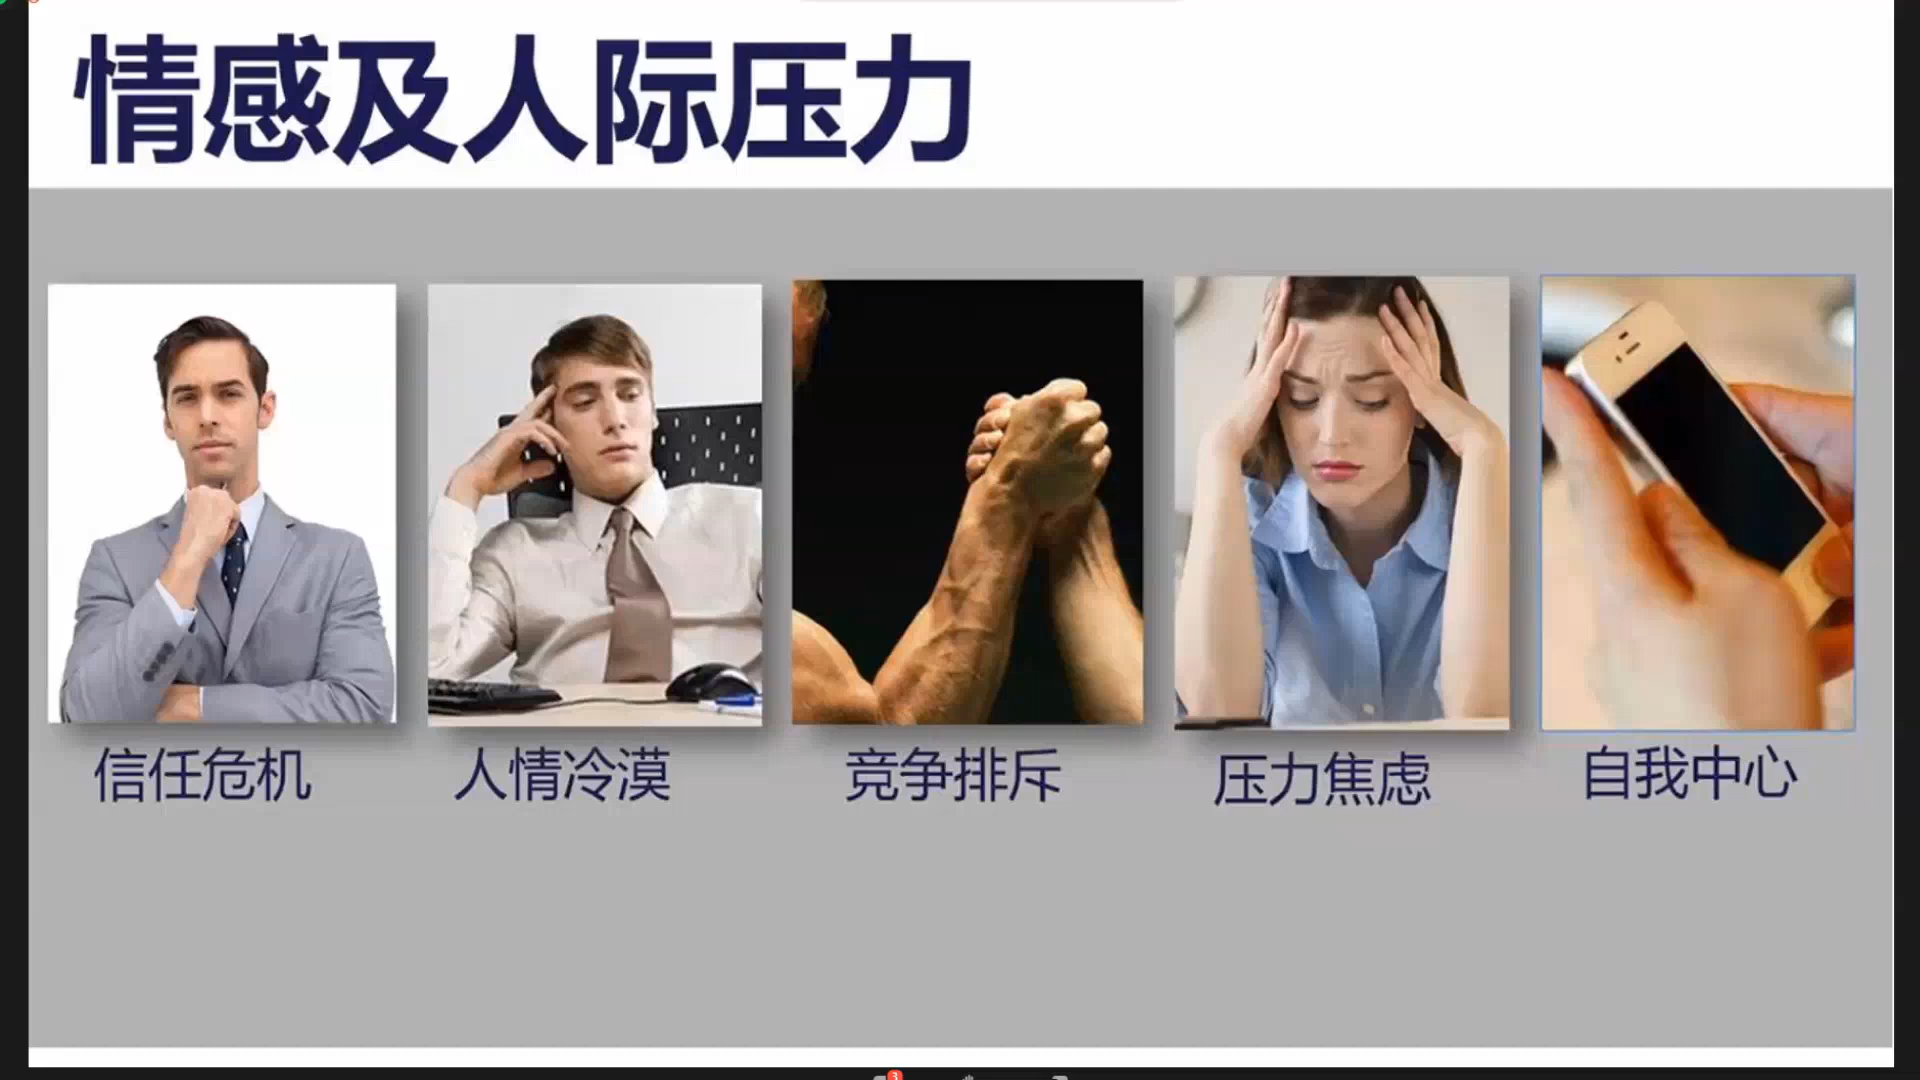 情感及人际压力
信任危机
人情冷漠
竞争排斥
压力焦虑
自我中心
3